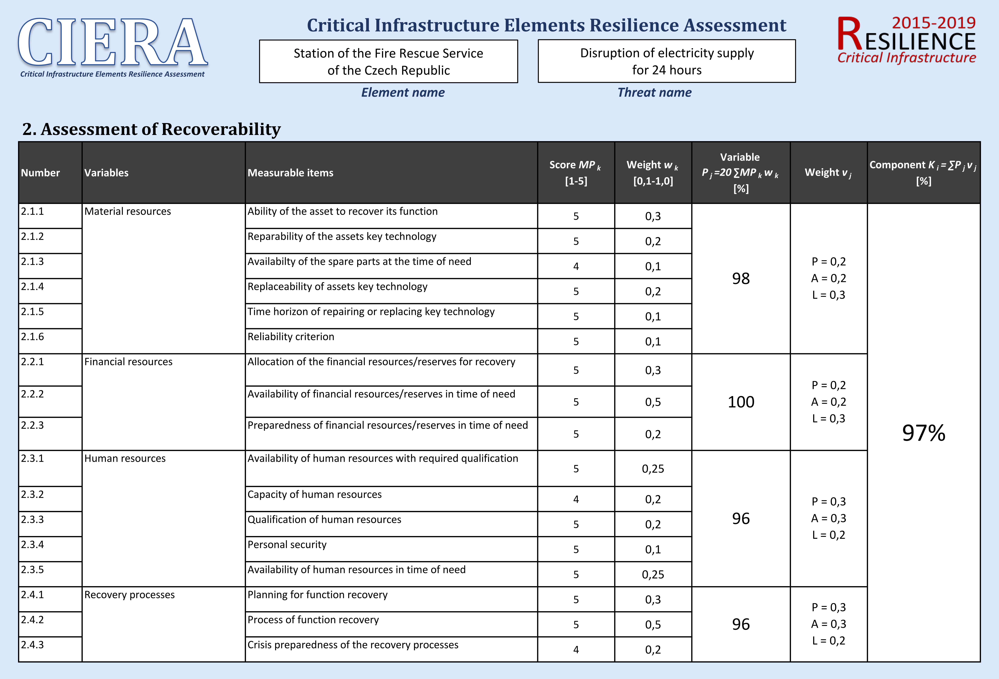 CIERA
Critical Infrastructure Elements Resilience Assessment
Critical Infrastructure Elements Resilience Assessment
Station of the Fire Rescue Service
of the Czech Republic
Element name
Disruption of electricity supply
for 24 hours
Threat name
2015-2019
RESILIENCE
Critical Infrastructure
2. Assessment of Recoverability
Number Variables Measurable items Score MP k [1-5] Weight w k [0,1-1,0] Variable P j =20 ∑MP k w k [%] Weight v j Component K i = ∑P j v j [%]
2.1.1 Material resources Ability of the asset to recover its function 5 0,3
2.1.2 Reparability of the assets key technology 5 0,2
2.1.3 Availabilty of the spare parts at the time of need 4 0,1
2.1.4 Replaceability of assets key technology 5 0,2
2.1.5 Time horizon of repairing or replacing key technology 5 0,1
2.1.6 Reliability criterion 5 0,1
98
P = 0,2
A = 0,2
L = 0,3
2.2.1 Financial resources Allocation of the financial resources/reserves for recovery 5 0,3
2.2.2 Availability of financial resources/reserves in time of need 5 0,5
2.2.3 Preparedness of financial resources/reserves in time of need 5 0,2
100
P = 0,2
A = 0,2
L = 0,3
2.3.1 Human resources Availability of human resources with required qualification 5 0,25
2.3.2 Capacity of human resources 4 0,2
2.3.3 Qualification of human resources 5 0,2
2.3.4 Personal security 5 0,1
2.3.5 Availability of human resources in time of need 5 0,25
96
P = 0,3
A = 0,3
L = 0,2
2.4.1 Recovery processes Planning for function recovery 5 0,3
2.4.2 Process of function recovery 5 0,5
2.4.3 Crisis preparedness of the recovery processes 4 0,2
96
P = 0,3
A = 0,3
L = 0,2
97%